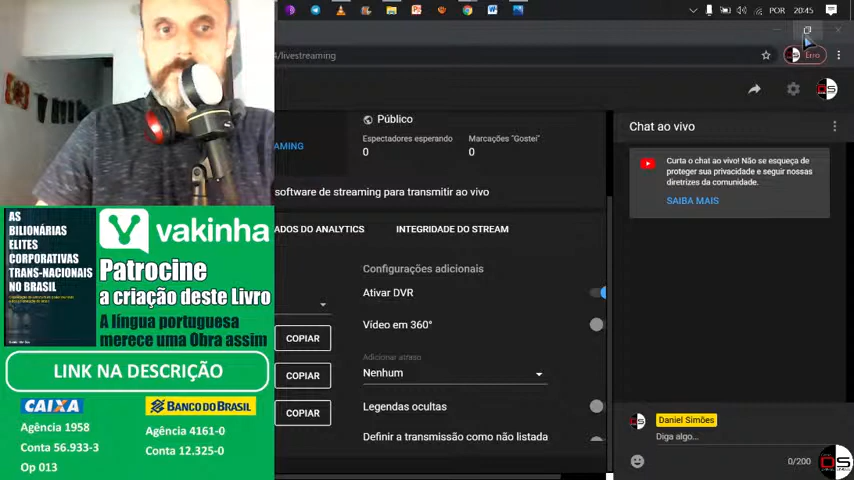 POR
20:45
4/livestreaming
Erro
Público
Espectadores esperando
Marcações "Gostei"
0
0
software de streaming para transmitir ao vivo
ADOS DO ANALYTICS
INTEGRIDADE DO STREAM
Configurações adicionais
Ativar DVR
Vídeo em 360°
COPIAR
Adicionar atraso
Nenhum
COPIAR
Legendas ocultas
COPIAR
Definir a transmissão como não listada
Chat ao vivo
Curta o chat ao vivo! Não se esqueça de
proteger sua privacidade e seguir nossas
diretrizes da comunidade.
SAIBA MAIS
Daniel Simões
Diga algo...
0/200
AS
BILIONÁRIAS
ELITES
CORPORATIVAS
TRANS-NACIONAIS
NO BRASIL
vakinha
Patrocine
a criação deste Livro
A língua portuguesa
merece uma Obra assim
LINK NA DESCRIÇÃO
CAIXA
Agência 1958
Conta 56.933-3
Op 013
BANCO DO BRASIL
Agência 4161-0
Conta 12.325-0